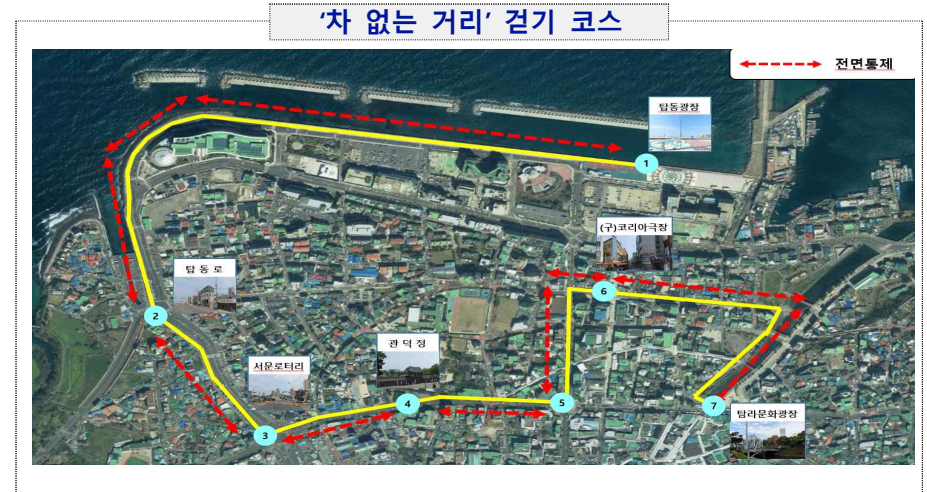 ‘차 없는 거리’ 걷기 코스
전면통제
탑동광장
1
(구)코리아극장
6
탑 동 로
2
서문로터리
3
관 덕 정
4
5
7
탐라문화광장